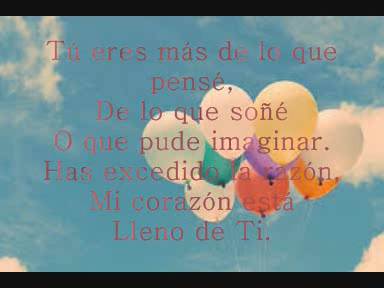 Tú eres más de lo que
pensé,
De lo que soñé
O que pude imaginar.
Has excedido la razón,
Mi corazón está
Lleno de Ti.